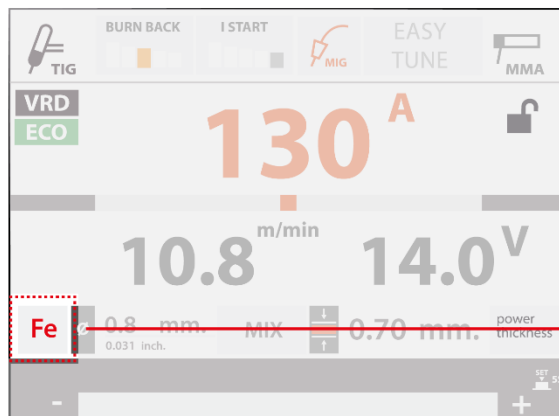 TIG
BURN BACK
I START
MIG
EASY
TUNE
MMA
VRD
ECO
130 A
m/min
10.8
14.0 V
Fe
ø 0.8 mm.
0.031 inch.
MIX
0.70 mm.
power
thickness
SET
-
+